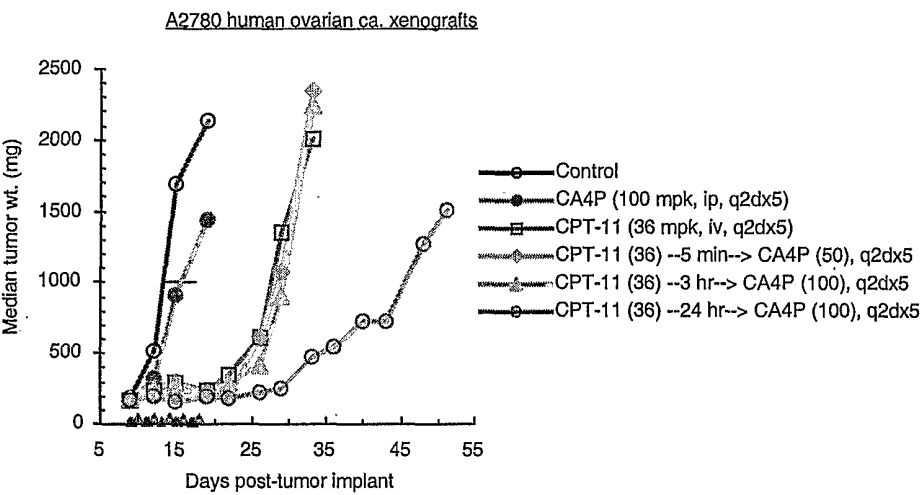 A2780 human ovarian ca. xenografts
2500
2000
1500
1000
500
0
Median tumor wt. (mg)
5
15
25
35
45
55
Days post-tumor implant
Control
CA4P (100 mpk, ip, q2dx5)
CPT-11 (36 mpk, iv, q2dx5)
CPT-11 (36) --5 min--> CA4P (50), q2dx5
CPT-11 (36) --3 hr--> CA4P (100), q2dx5
CPT-11 (36) --24 hr--> CA4P (100), q2dx5